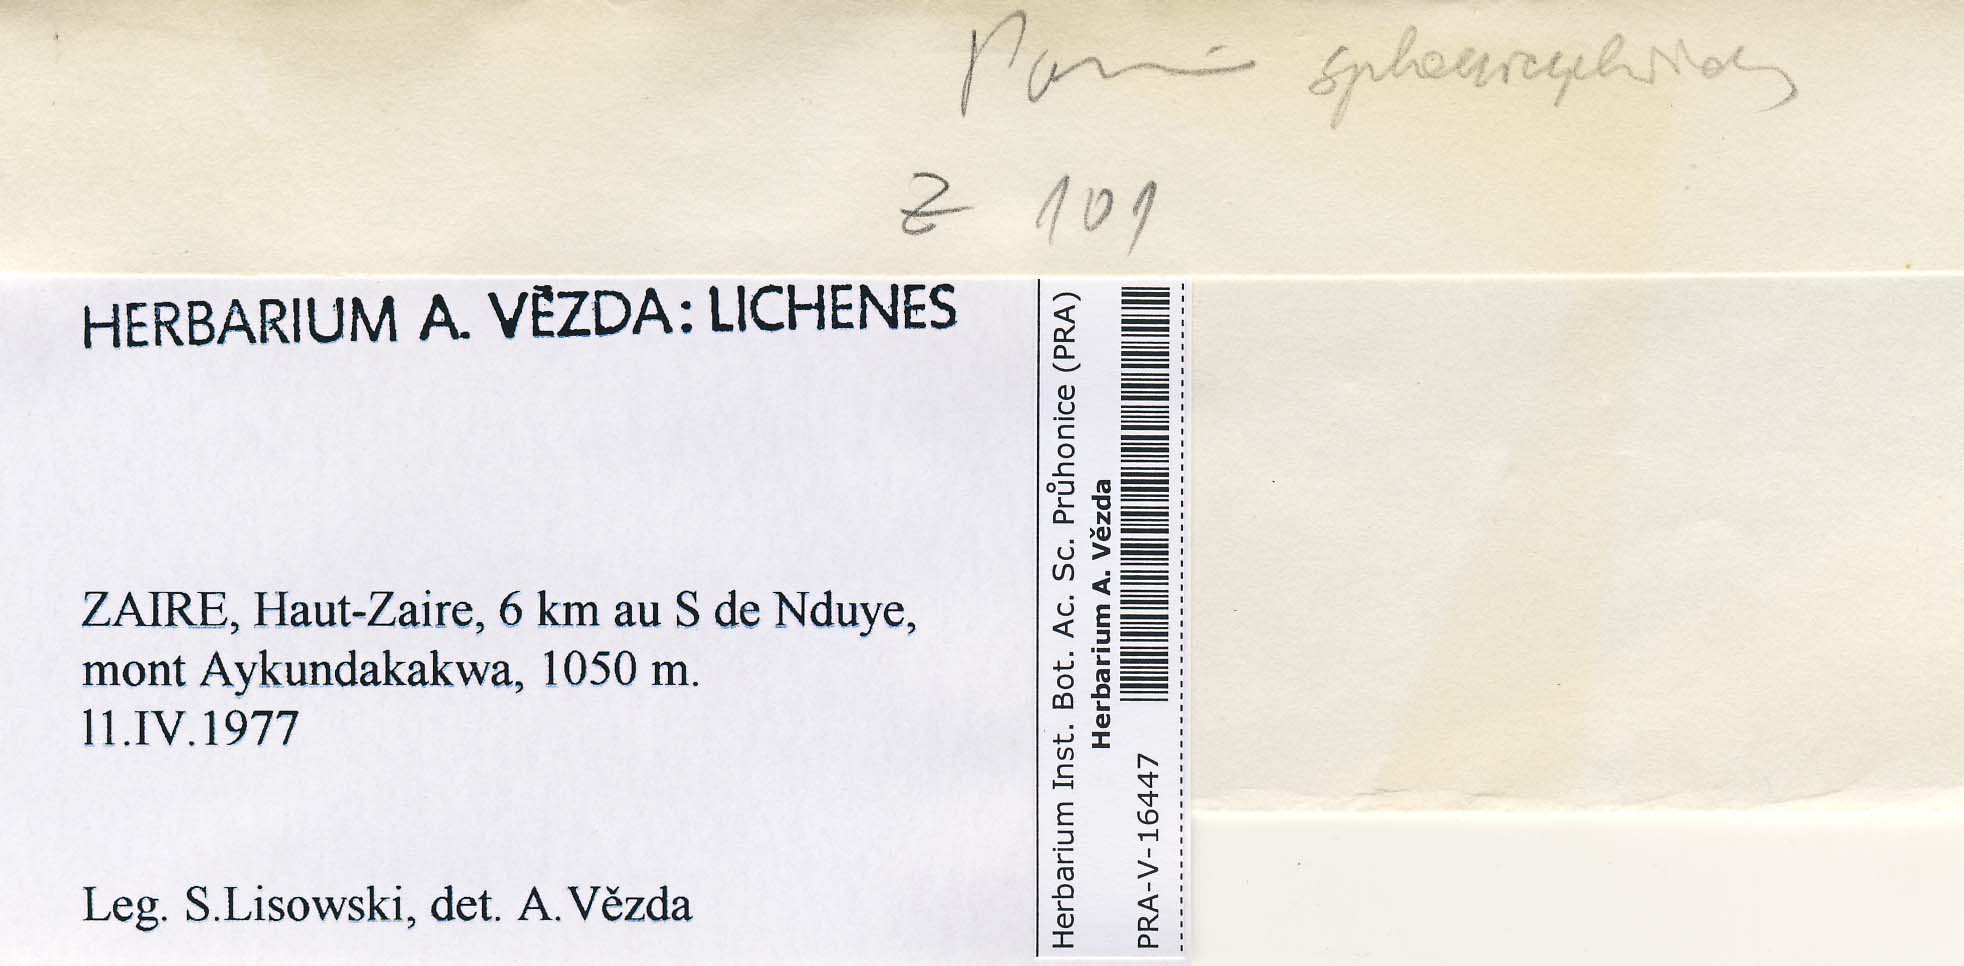 Z 101
HERBARIUM A. VĚZDA: LICHENES
ZAIRE, Haut-Zaire, 6 km au S de Nduye,
mont Aykundakakwa, 1050 m.
11.IV.1977
Leg. S.Lisowski, det. A.Vězda
Herbarium Inst. Bot. Ac. Sc. Průhonice (PRA)
Herbarium A. Vězda
PRA-V-16447